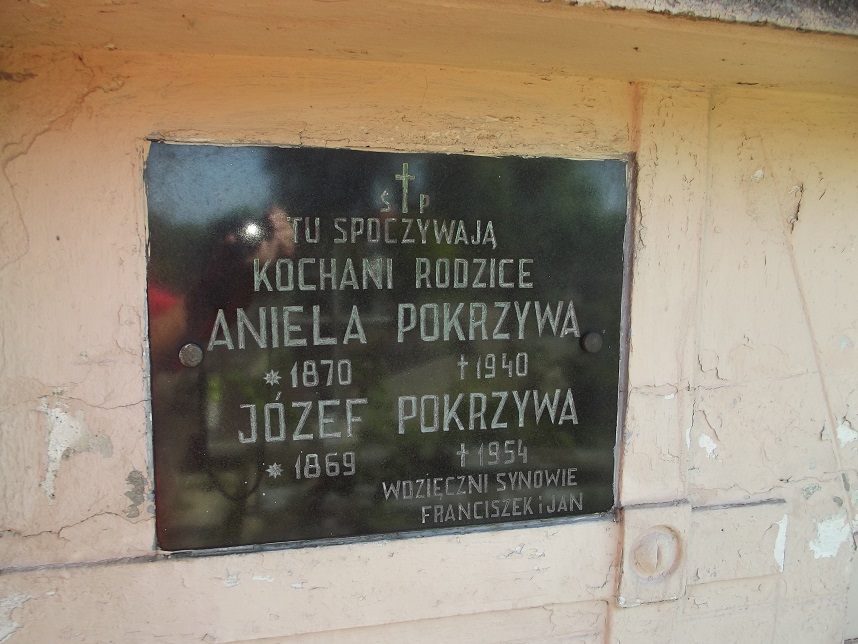 Ś † P
TU SPOCZYWAJĄ
KOCHANI RODZICE
ANIELA POKRZYWA
* 1870 † 1940
JÓZEF POKRZYWA
* 1869 † 1954
WDZIĘCZNI SYNOWIE
FRANCISZEK i JAN